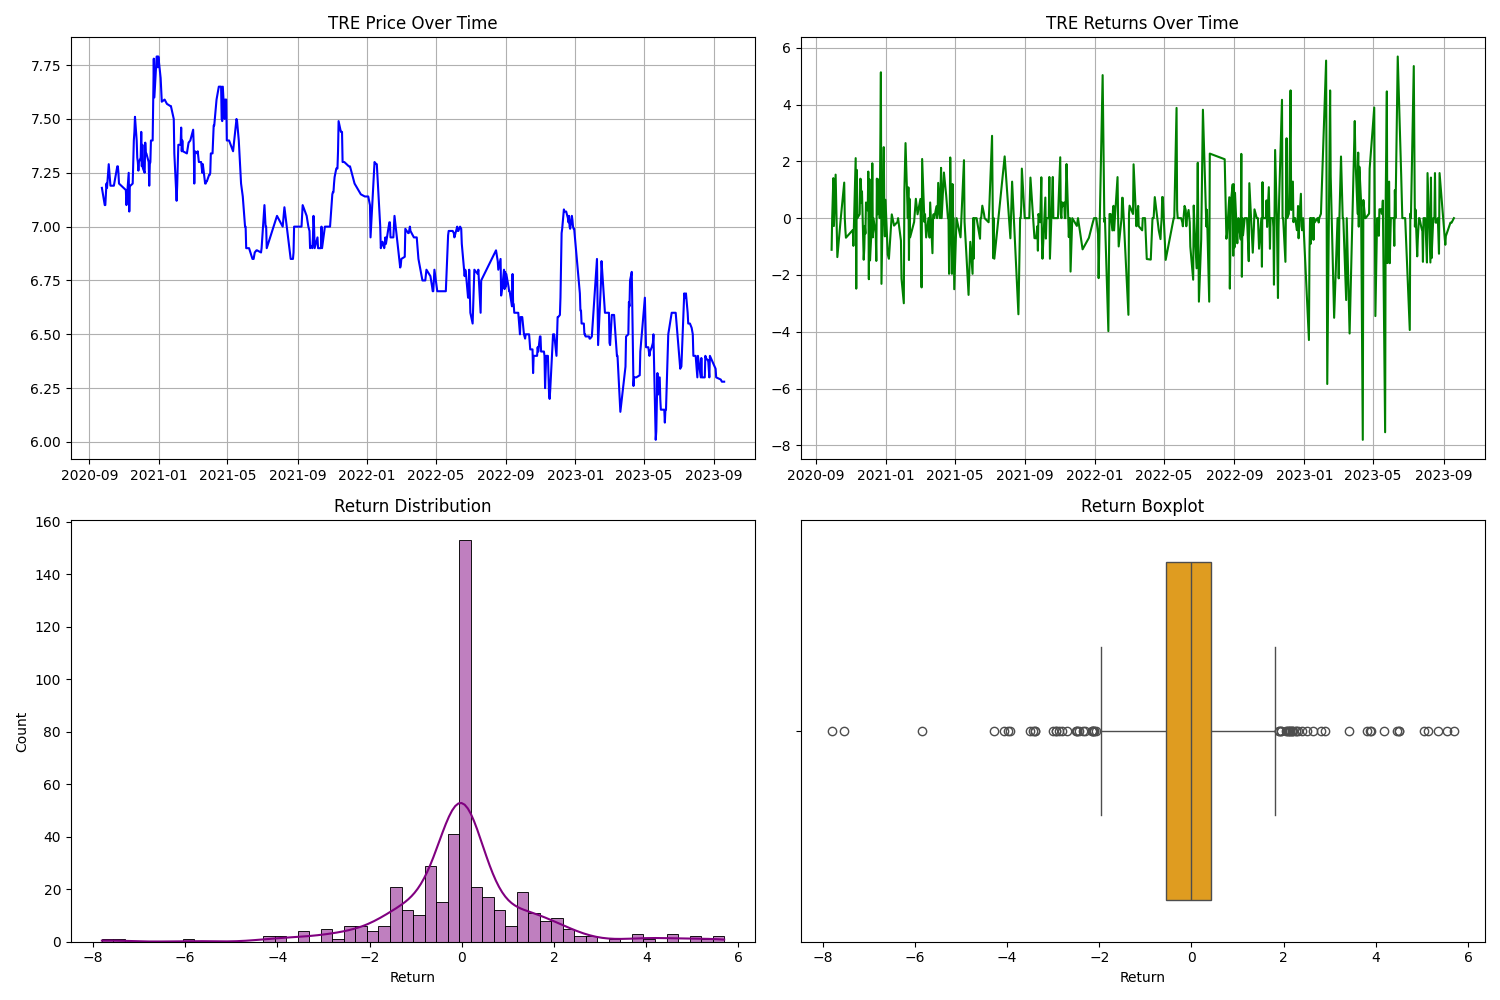 TRE Price Over Time
7.75
7.50
7.25
7.00
6.75
6.50
6.25
6.00
2020-09 2021-01 2021-05 2021-09 2022-01 2022-05 2022-09 2023-01 2023-05 2023-09
TRE Returns Over Time
6
4
2
0
−2
−4
−6
−8
2020-09 2021-01 2021-05 2021-09 2022-01 2022-05 2022-09 2023-01 2023-05 2023-09
Return Distribution
Count
160
140
120
100
80
60
40
20
0
−8 −6 −4 −2 0 2 4 6
Return
Return Boxplot
−8 −6 −4 −2 0 2 4 6
Return